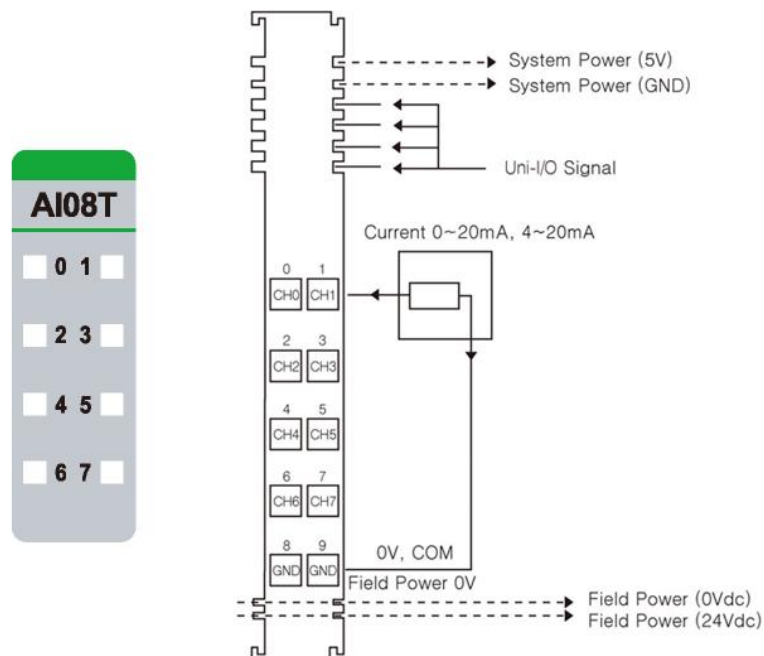 System Power (5V)
System Power (GND)
Uni-I/O Signal
AI08T
0 1
2 3
4 5
6 7
Current 0~20mA, 4~20mA
0 1
CH0 CH1
2 3
CH2 CH3
4 5
CH4 CH5
6 7
CH6 CH7
8 9
GND GND
0V, COM
Field Power 0V
Field Power (0Vdc)
Field Power (24Vdc)